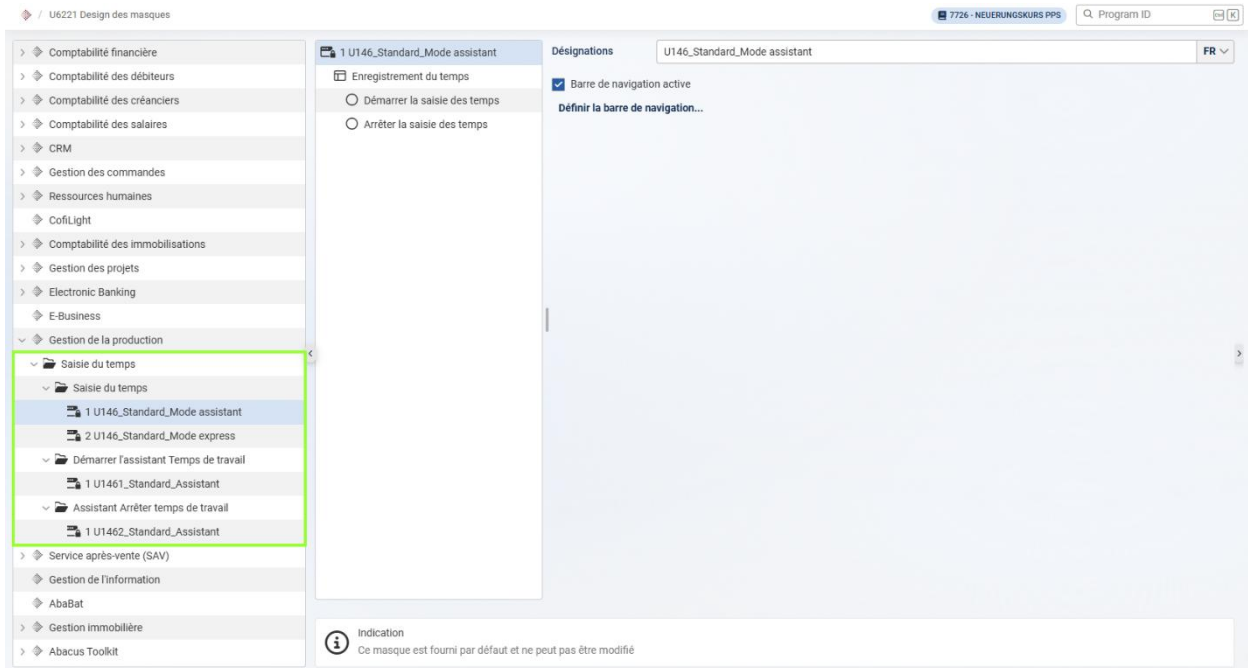 / U6221 Design des masques
7726 - NEUERUNGSKURS PPS
Program ID
K
Comptabilité financière
Comptabilité des débiteurs
Comptabilité des créanciers
Comptabilité des salaires
CRM
Gestion des commandes
Ressources humaines
CofiLight
Comptabilité des immobilisations
Gestion des projets
Electronic Banking
E-Business
Gestion de la production
Saisie du temps
Saisie du temps
1 U146_Standard_Mode assistant
2 U146_Standard_Mode express
Démarrer l'assistant Temps de travail
1 U1461_Standard_Assistant
Assistant Arrêter temps de travail
1 U1462_Standard_Assistant
Service après-vente (SAV)
Gestion de l'information
AbaBat
Gestion immobilière
Abacus Toolkit
1 U146_Standard_Mode assistant
Enregistrement du temps
Démarrer la saisie des temps
Arrêter la saisie des temps
Désignations
U146_Standard_Mode assistant
FR
Barre de navigation active
Définir la barre de navigation...
Indication
Ce masque est fourni par défaut et ne peut pas être modifié